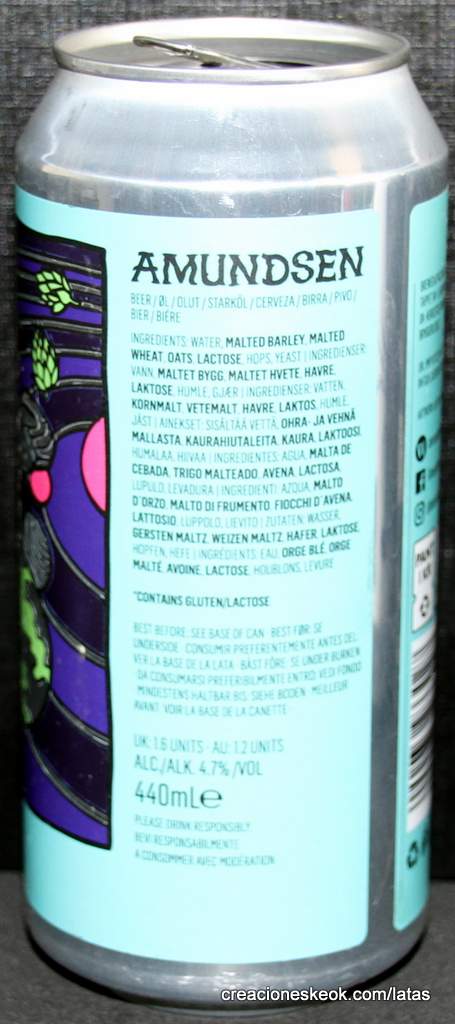 AMUNDSEN
BEER / ØL / OLUT / STARKÖL / CERVEZA / BIRRA / PIVO /
BIER / BIÈRE
INGREDIENTS: WATER, MALTED BARLEY, MALTED
WHEAT, OATS, LACTOSE, HOPS, YEAST | INGREDIENSER:
VANN, MALTET BYGG, MALTET HVETE, HAVRE,
LAKTOSE, HUMLE, GJÆR | INGREDIENSER: VATTEN,
KORNMALT, VETEMALT, HAVRE, LAKTOS, HUMLE,
JÄST | AINEKSET: SISÄLTÄÄ VETTÄ, OHRA- JA VEHNÄ
MALLASTA, KAURAHIUTALEITA, KAURA, LAKTOOSI,
HUMALAA, HIIVAA | INGREDIENTES: AGUA, MALTA DE
CEBADA, TRIGO MALTEADO, AVENA, LACTOSA,
LUPULO, LEVADURA | INGREDIENTI: AZQUA, MALTO
D'ORZO, MALTO DI FRUMENTO, FIOCCHI D'AVENA,
LATTOSIO, LUPPOLO, LIEVITO | ZUTATEN: WASSER,
GERSTEN MALTZ, WEIZEN MALTZ, HAFER, LAKTOSE,
HOPFEN, HEFE | INGRÉDIENTS: EAU, ORGE BLÉ, ORGE
MALTÉ, AVOINE, LACTOSE, HOUBLONS, LEVURE
*CONTAINS GLUTEN/LACTOSE
BEST BEFORE: SEE BASE OF CAN · BEST FØR: SE
UNDERSIDE · CONSUMIR PREFERENTEMENTE ANTES DEL:
VER LA BASE DE LA LATA · BÄST FÖRE: SE UNDER BURKEN
· DA CONSUMARSI PREFERIBILMENTE ENTRO: VEDI FONDO
· MINDESTENS HALTBAR BIS: SIEHE BODEN · MEILLEUR
AVANT: VOIR LA BASE DE LA CANETTE ·
UK: 1.6 UNITS · AU: 1.2 UNITS
ALC./ALK. 4.7% /VOL
440mL℮
PLEASE DRINK RESPONSIBLY
BEVI RESPONSABILMENTE
A CONSOMMER AVEC MODÉRATION
creacioneskeok.com/latas